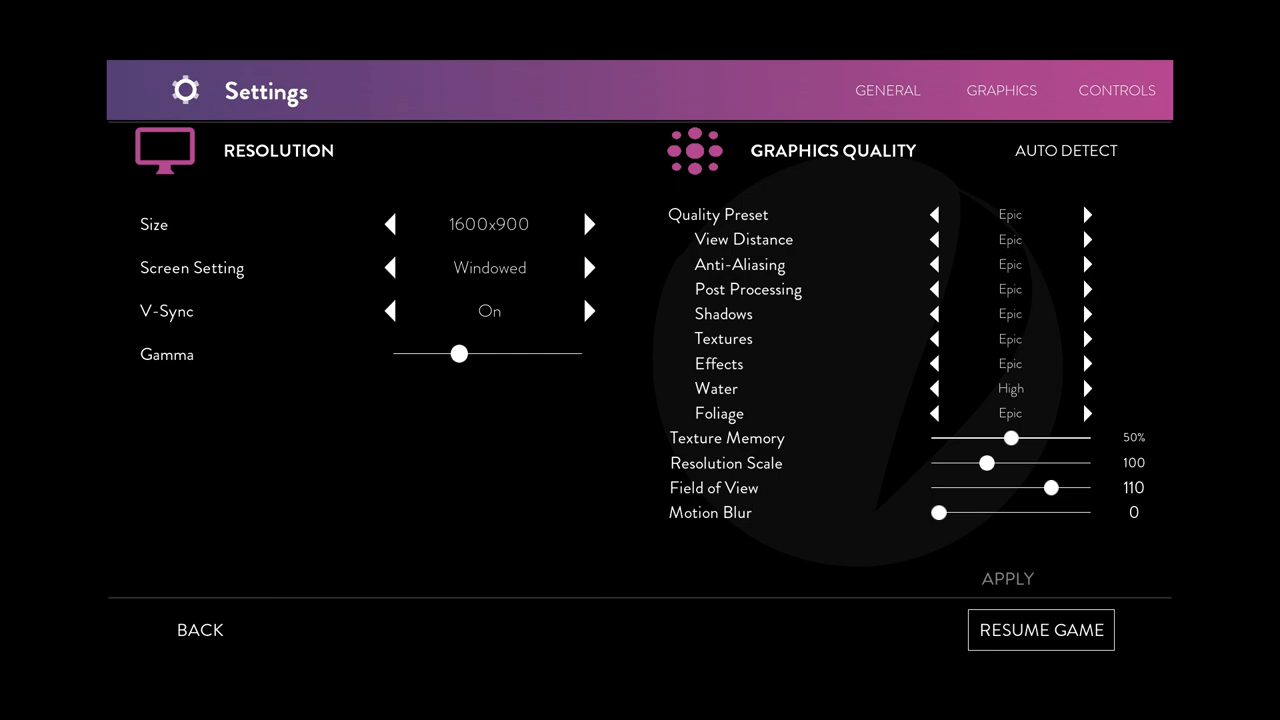 Settings
GENERAL GRAPHICS CONTROLS
RESOLUTION
Size 1600x900
Screen Setting Windowed
V-Sync On
Gamma
GRAPHICS QUALITY AUTO DETECT
Quality Preset Epic
View Distance Epic
Anti-Aliasing Epic
Post Processing Epic
Shadows Epic
Textures Epic
Effects Epic
Water High
Foliage Epic
Texture Memory 50%
Resolution Scale 100
Field of View 110
Motion Blur 0
APPLY
BACK
RESUME GAME